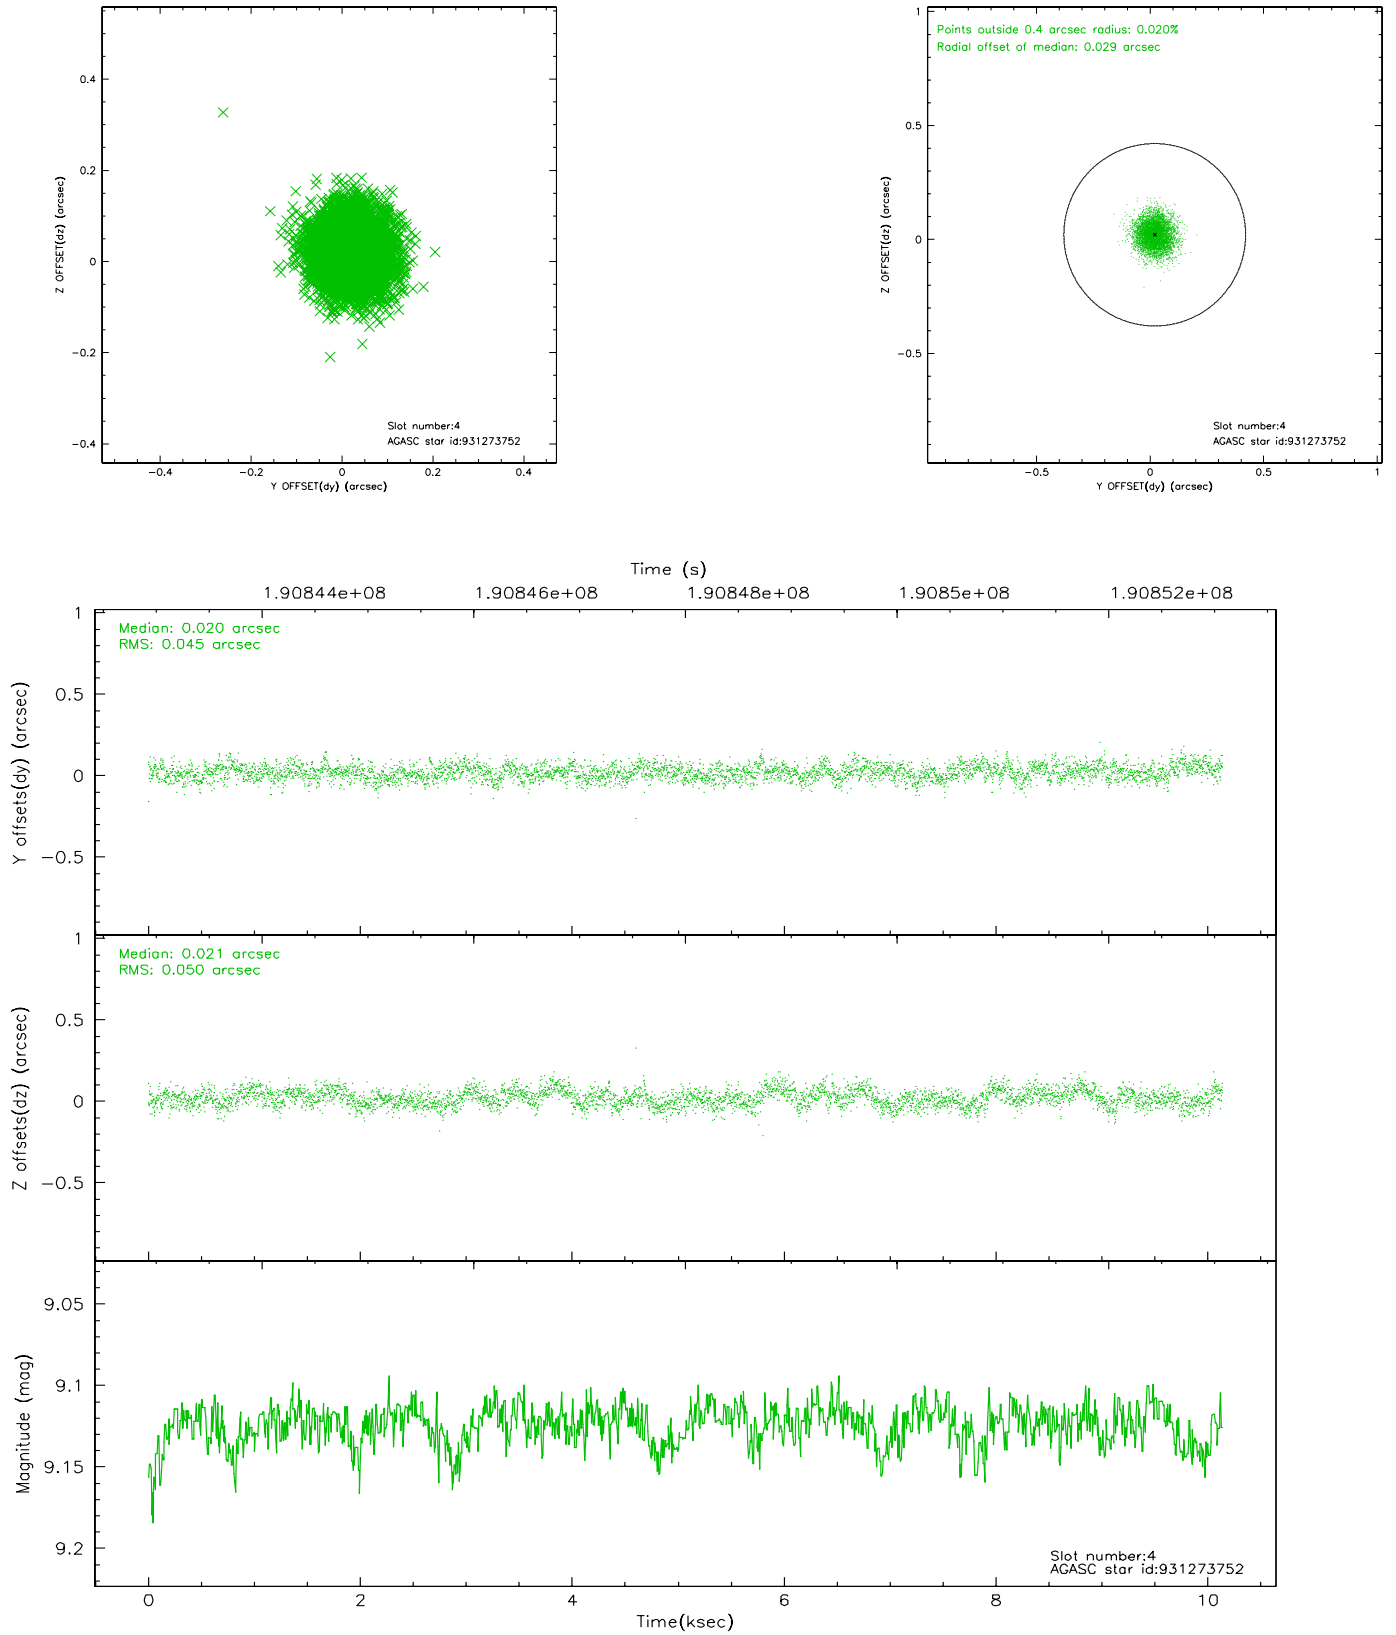 0.4
0.2
0
−0.2
−0.4
Z OFFSET(dz) (arcsec)
Slot number:4
AGASC star id:931273752
−0.4 −0.2 0 0.2 0.4
Y OFFSET(dy) (arcsec)
Points outside 0.4 arcsec radius: 0.020%
Radial offset of median: 0.029 arcsec
1
0.5
0
−0.5
Z OFFSET(dz) (arcsec)
Slot number:4
AGASC star id:931273752
−0.5 0 0.5 1
Y OFFSET(dy) (arcsec)
Time (s)
1.90844e+08 1.90846e+08 1.90848e+08 1.9085e+08 1.90852e+08
Median: 0.020 arcsec
RMS: 0.045 arcsec
1
0.5
0
−0.5
Y offsets(dy) (arcsec)
Median: 0.021 arcsec
RMS: 0.050 arcsec
1
0.5
0
−0.5
Z offsets(dz) (arcsec)
9.05
9.1
9.15
9.2
Magnitude (mag)
Slot number:4
AGASC star id:931273752
0 2 4 6 8 10
Time(ksec)